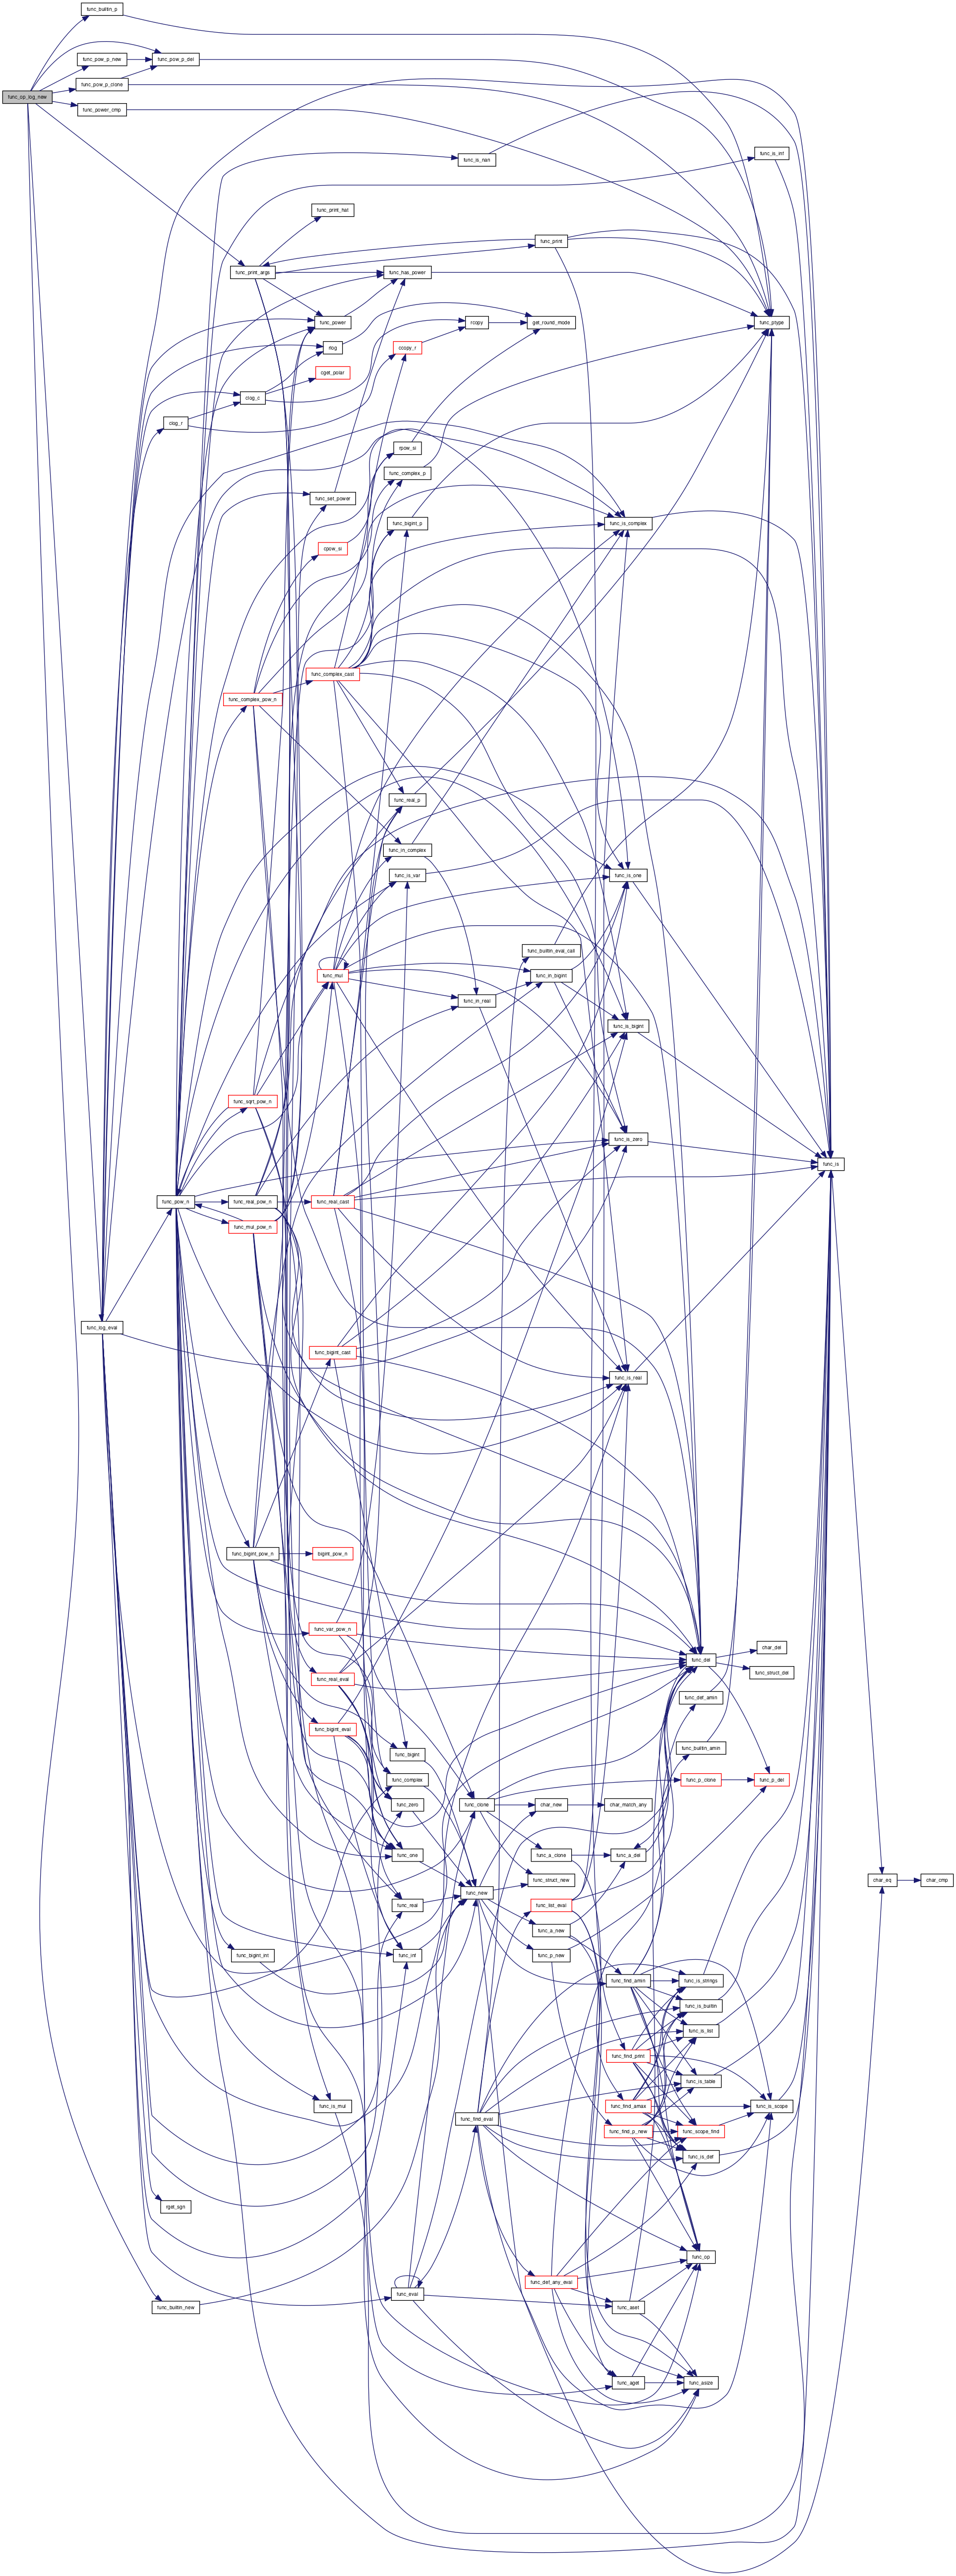 func_builtin_p
func_pow_p_new
func_pow_p_del
func_pow_p_clone
func_op_log_new
func_power_cmp
func_is_inf
func_is_nan
func_print_hat
func_print
func_print_args
func_has_power
func_power
rcopy
get_round_mode
func_ptype
rlog
ccopy_r
cget_polar
clog_c
clog_r
rpow_si
func_complex_p
func_set_power
func_bigint_p
func_is_complex
cpow_si
func_complex_cast
func_complex_pow_n
func_real_p
func_in_complex
func_is_var
func_is_one
func_builtin_eval_call
func_mul
func_in_bigint
func_in_real
func_is_bigint
func_sqrt_pow_n
func_is_zero
func_is
func_pow_n
func_real_pow_n
func_real_cast
func_mul_pow_n
func_log_eval
func_bigint_cast
func_is_real
func_bigint_pow_n
bigint_pow_n
func_var_pow_n
char_del
func_del
func_struct_del
func_real_eval
func_def_amin
func_bigint_eval
func_builtin_amin
func_bigint
func_complex
func_p_clone
func_p_del
func_zero
func_clone
char_new
char_match_any
func_one
func_a_clone
func_a_del
func_struct_new
char_eq
char_cmp
func_new
func_real
func_list_eval
func_a_new
func_bigint_int
func_inf
func_p_new
func_find_amin
func_is_strings
func_is_builtin
func_is_list
func_find_print
func_is_table
func_is_mul
func_find_amax
func_is_scope
func_find_eval
func_find_p_new
func_scope_find
func_is_def
rget_sgn
func_op
func_def_any_eval
func_eval
func_builtin_new
func_aset
func_aget
func_asize